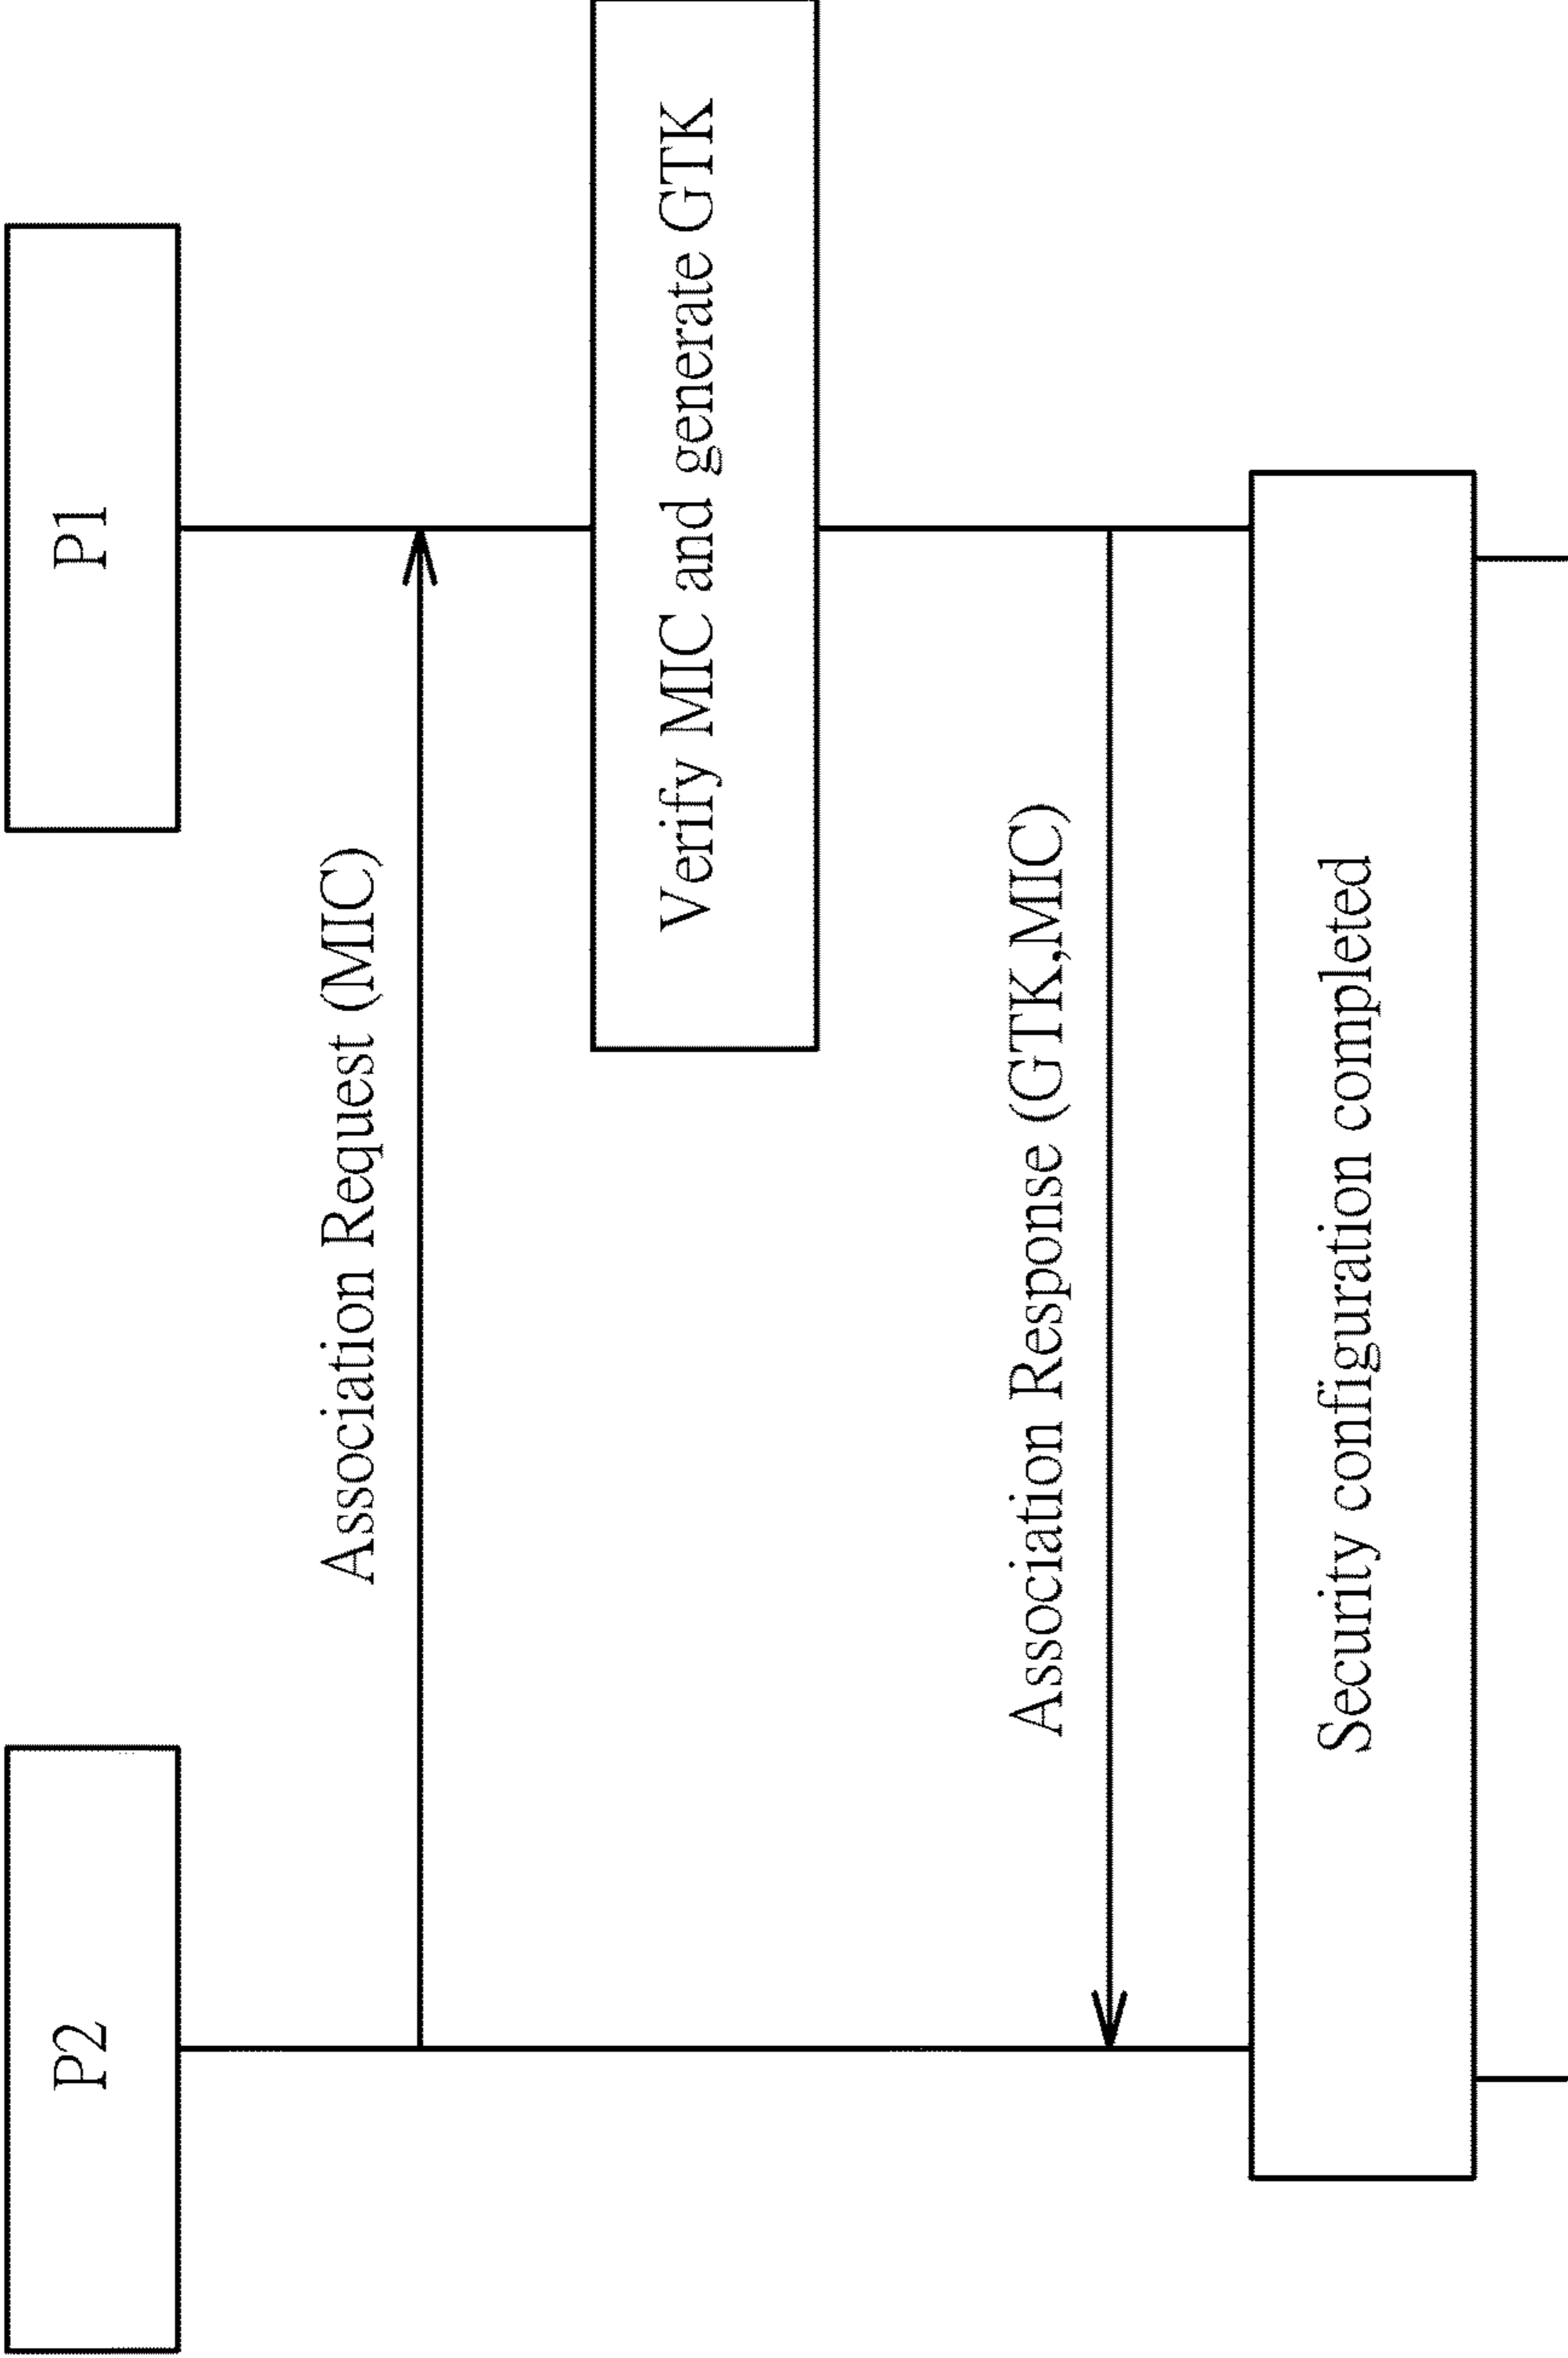 P2
P1
Association Request (MIC)
Verify MIC and generate GTK
Association Response (GTK,MIC)
Security configuration completed